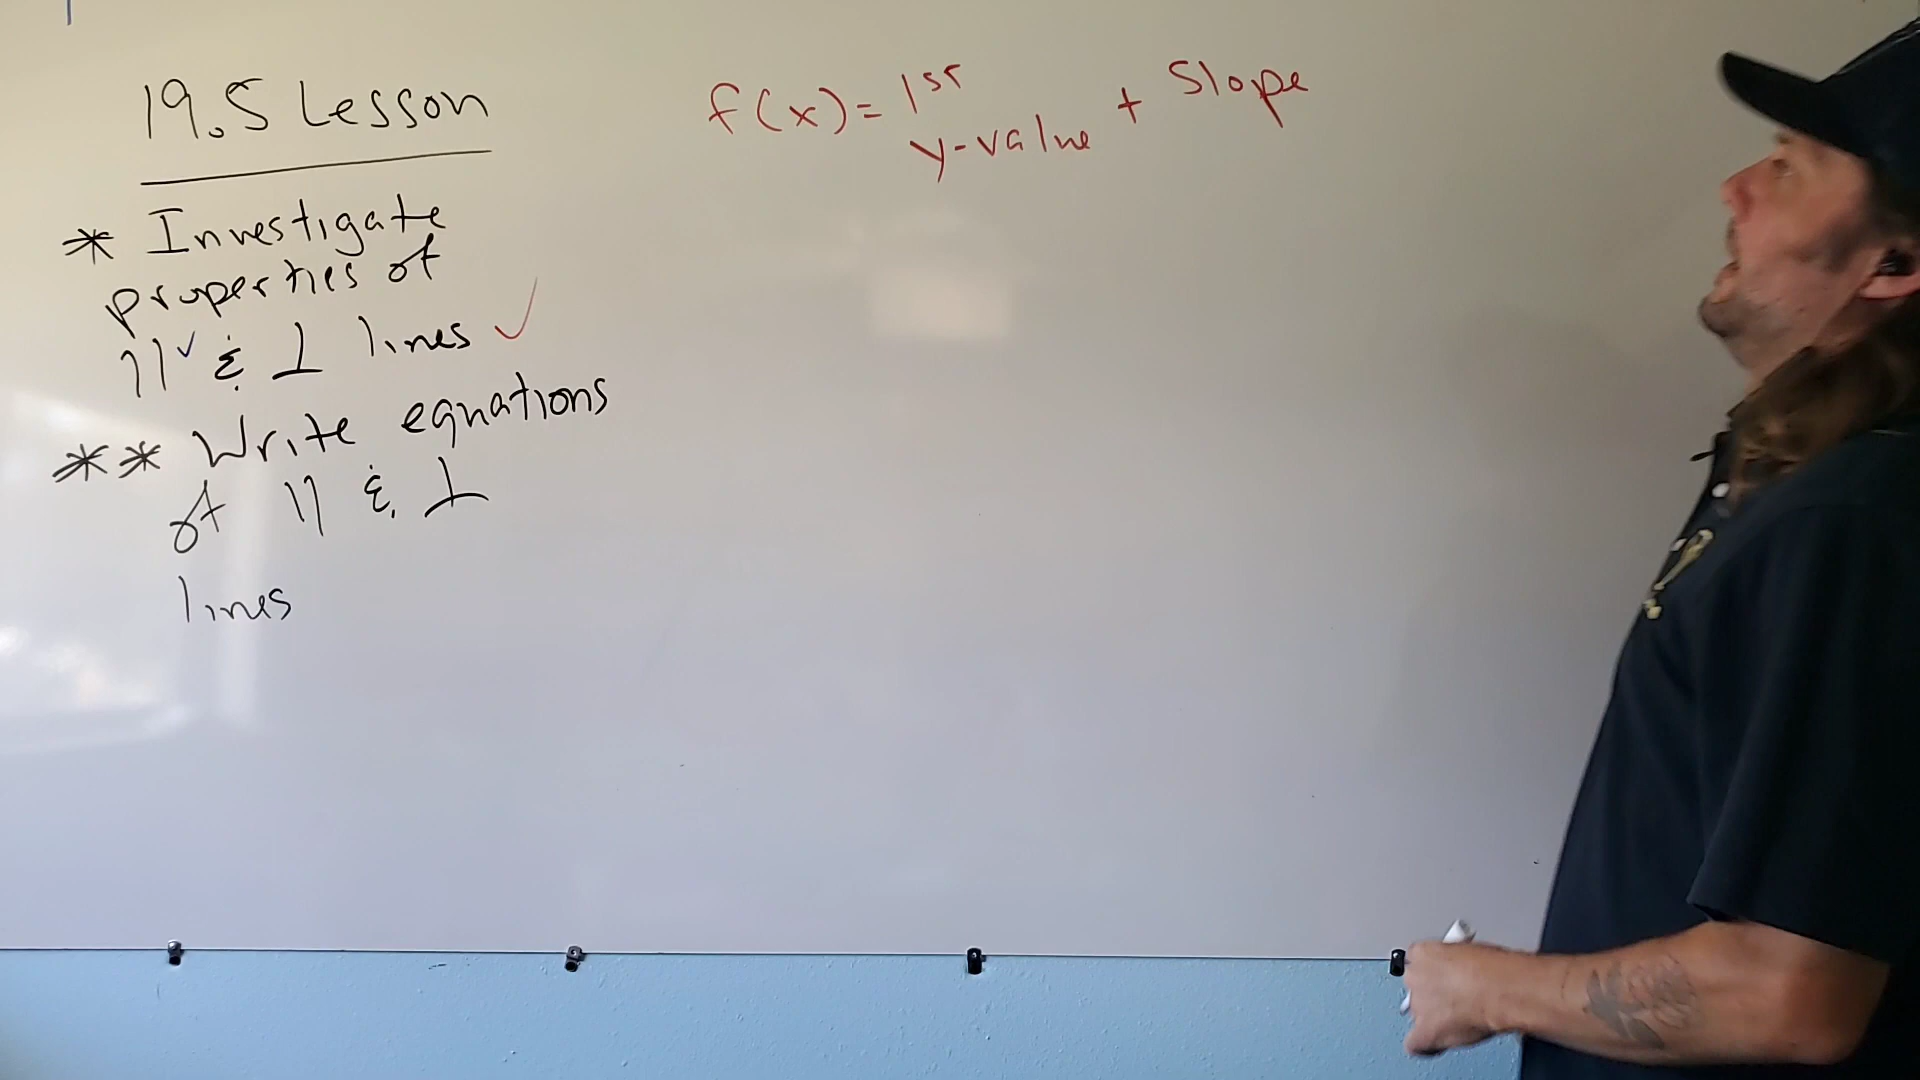 19.5 Lesson
* Investigate
properties of
|| ✓ & ⊥ lines ✓
** Write equations
of || & ⊥
lines
f(x) = 1st
y-value + Slope